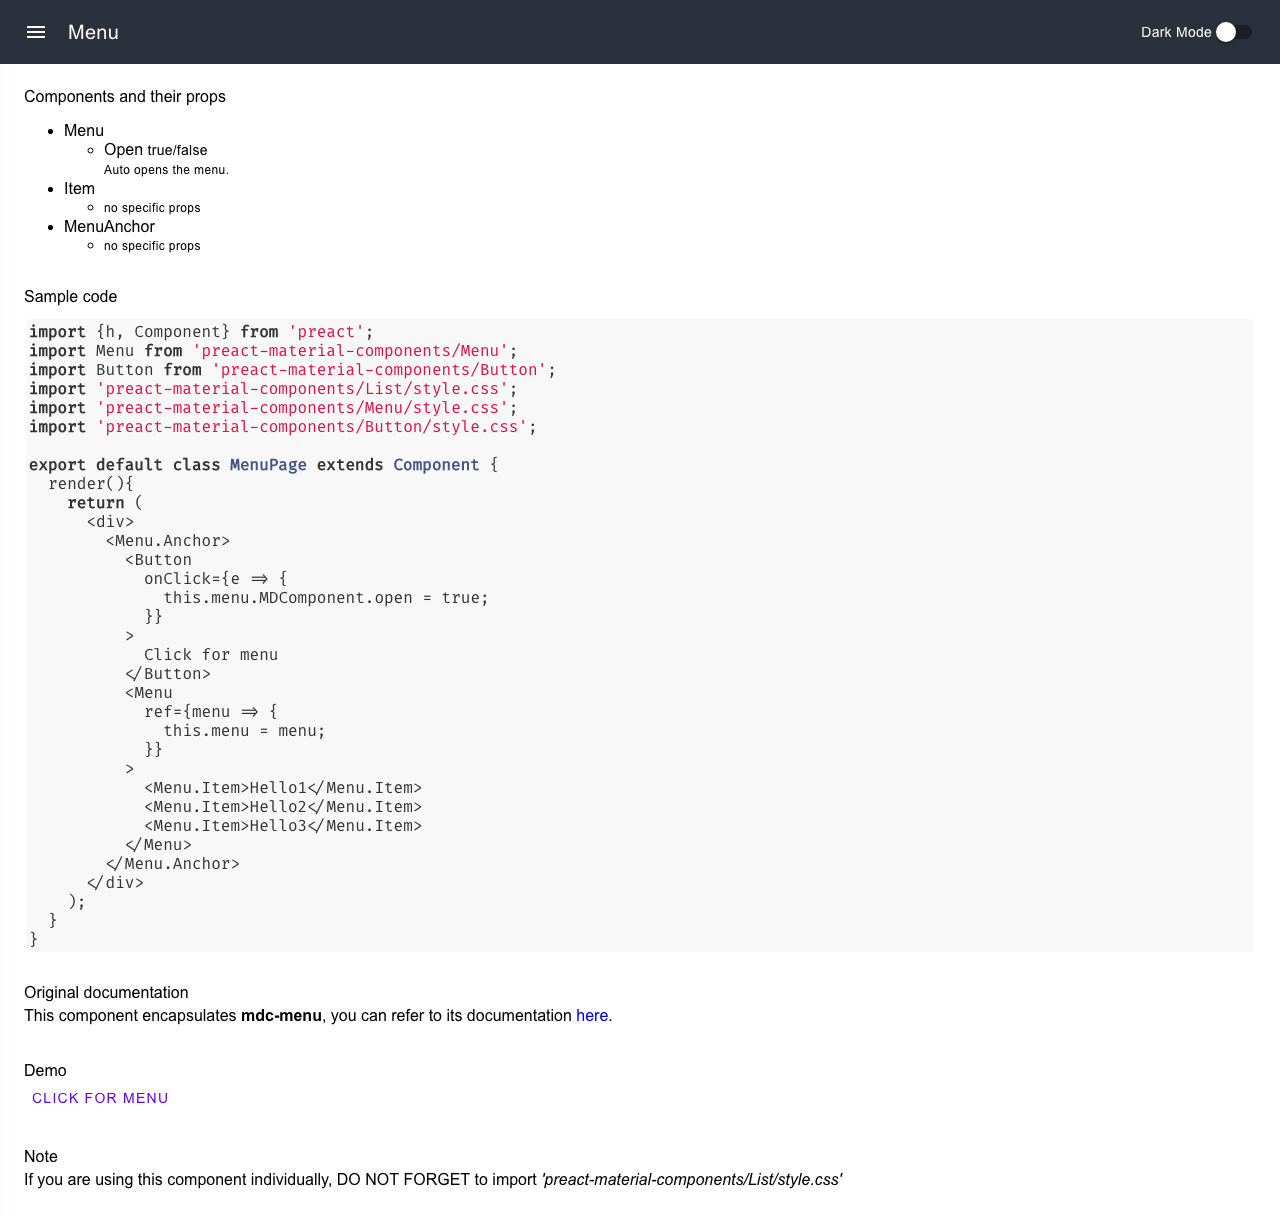 Menu
Dark Mode
Components and their props
Menu
Open true/false
Auto opens the menu.
Item
no specific props
MenuAnchor
no specific props
Sample code
import {h, Component} from 'preact';
import Menu from 'preact-material-components/Menu';
import Button from 'preact-material-components/Button';
import 'preact-material-components/List/style.css';
import 'preact-material-components/Menu/style.css';
import 'preact-material-components/Button/style.css';

export default class MenuPage extends Component {
  render(){
    return (
      <div>
        <Menu.Anchor>
          <Button
            onClick={e => {
              this.menu.MDComponent.open = true;
            }}
          >
            Click for menu
          </Button>
          <Menu
            ref={menu => {
              this.menu = menu;
            }}
          >
            <Menu.Item>Hello1</Menu.Item>
            <Menu.Item>Hello2</Menu.Item>
            <Menu.Item>Hello3</Menu.Item>
          </Menu>
        </Menu.Anchor>
      </div>
    );
  }
}
Original documentation
This component encapsulates mdc-menu, you can refer to its documentation here.
Demo
CLICK FOR MENU
Note
If you are using this component individually, DO NOT FORGET to import 'preact-material-components/List/style.css'